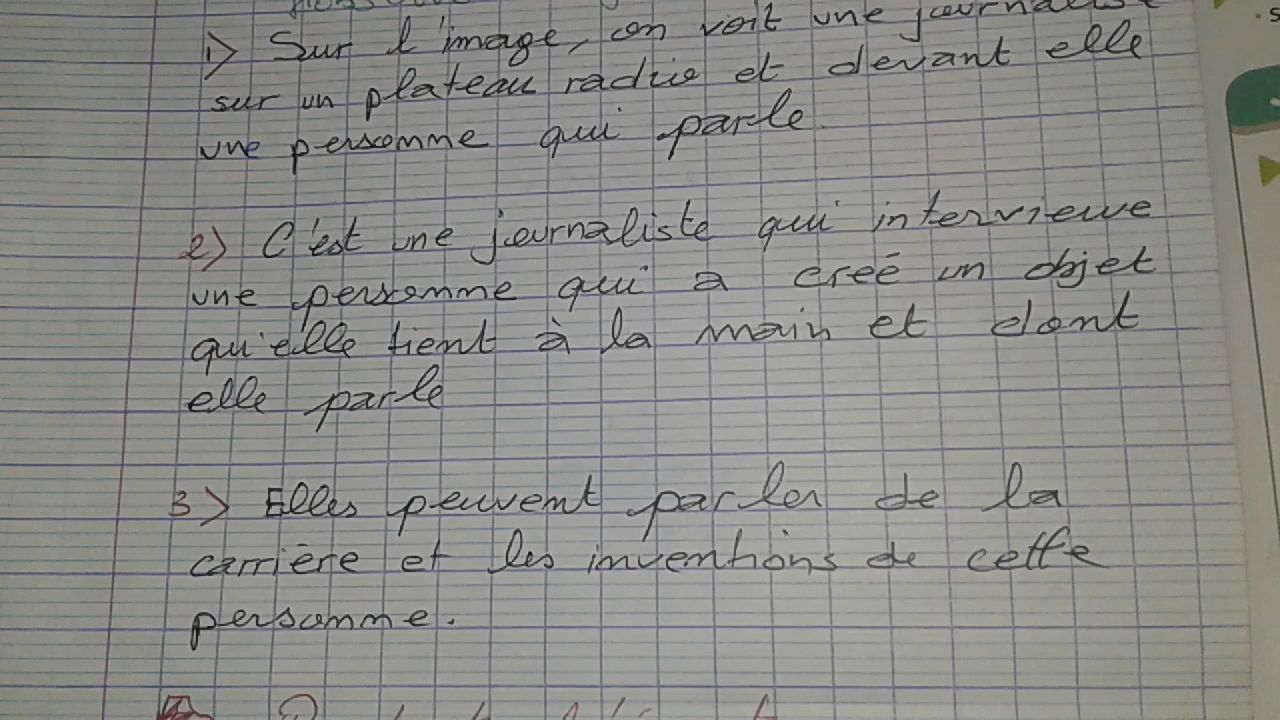 1) Sur l'image, on voit une journaliste
sur un plateau radio et devant elle
une personne qui parle.
2) C'est une journaliste qui interviewe
une personne qui a creé un objet
qu'elle tient à la main et dont
elle parle
3) Elles peuvent parler de la
carrière et les inventions de cette
personne.